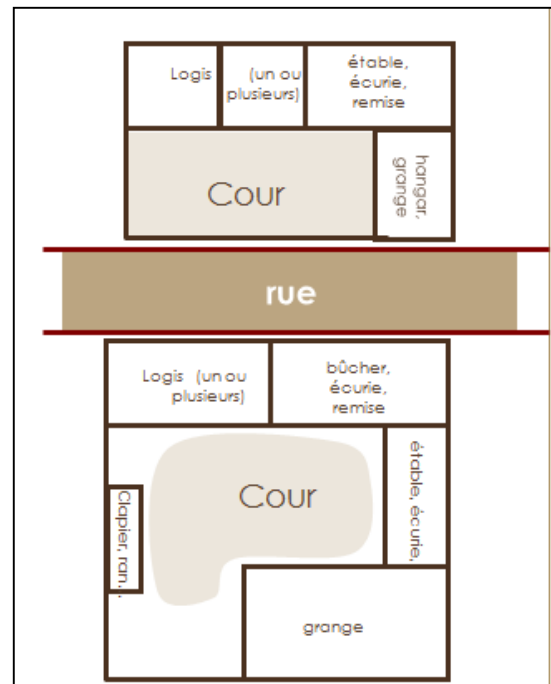 Logis
(un ou
plusieurs)
étable,
écurie,
remise
Cour
hangar,
grange
rue
Logis (un ou
plusieurs)
bûcher,
écurie,
remise
Cour
étable, écurie,
Clapier, ran...
grange